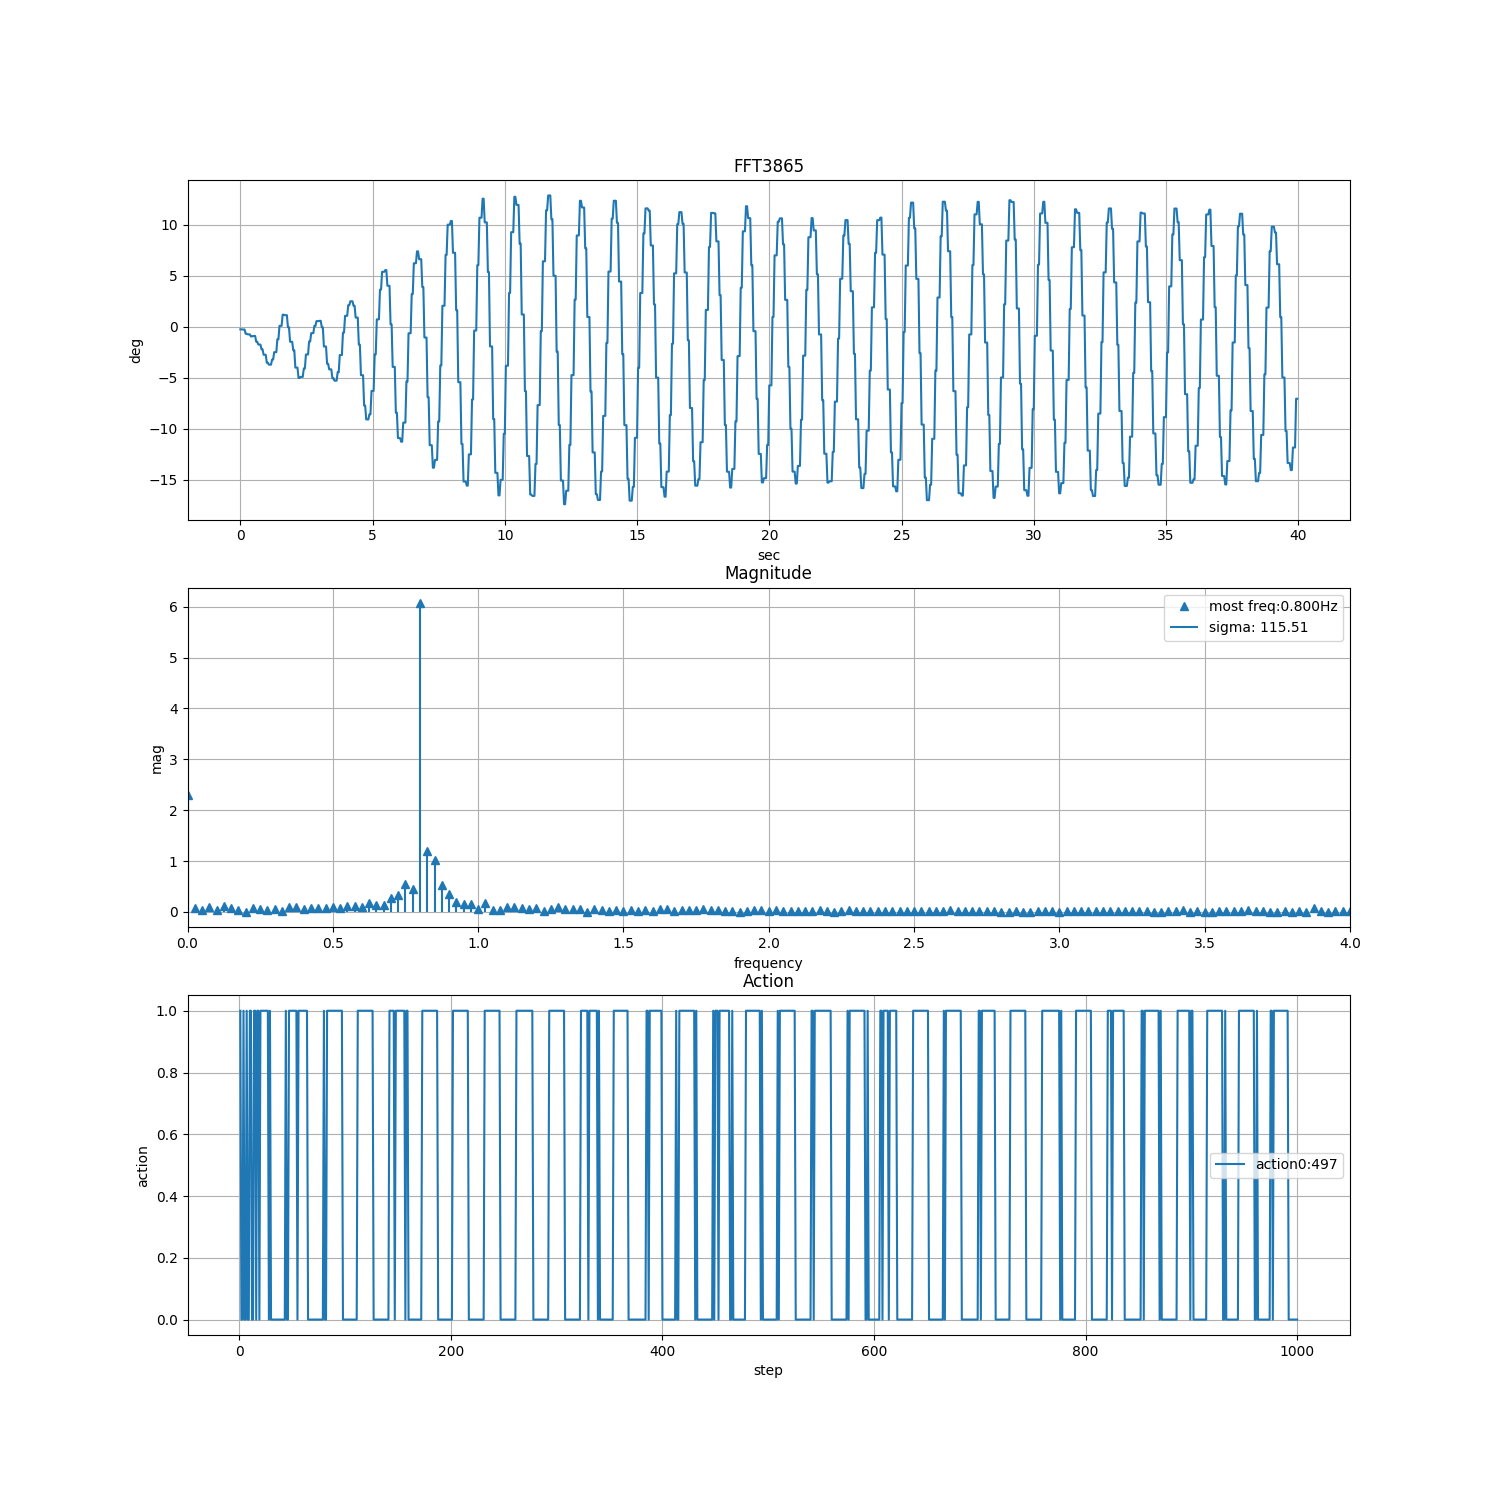 FFT3865
10
5
0
−5
−10
−15
deg
0 5 10 15 20 25 30 35 40
sec
Magnitude
6
5
4
3
2
1
0
mag
most freq:0.800Hz
sigma: 115.51
0.0 0.5 1.0 1.5 2.0 2.5 3.0 3.5 4.0
frequency
Action
1.0
0.8
0.6
0.4
0.2
0.0
action
action0:497
0 200 400 600 800 1000
step